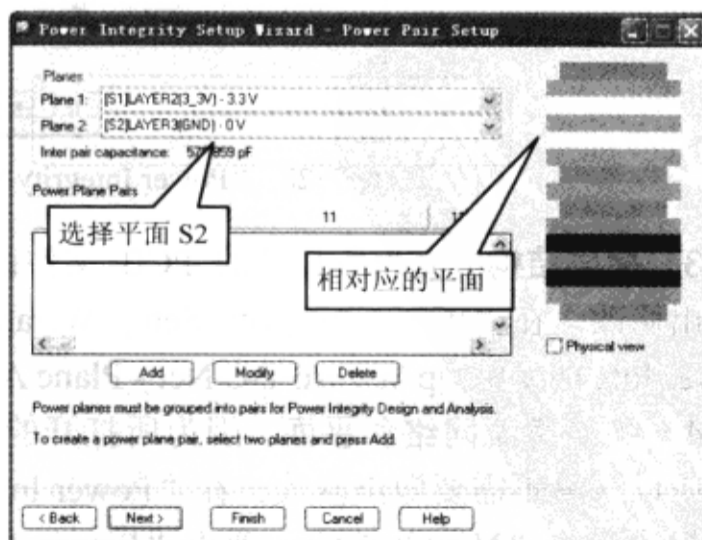 Power Integrity Setup Wizard - Power Pair Setup
Planes
Plane 1: [S1]LAYER2(3_3V) - 3.3 V
Plane 2: [S2]LAYER3(GND) - 0 V
Inter pair capacitance: pF
Power Plane Pairs
11
选择平面 S2
相对应的平面
Physical view
Add Modify Delete
Power planes must be grouped into pairs for Power Integrity Design and Analysis.
To create a power plane pair, select two planes and press Add.
< Back Next > Finish Cancel Help